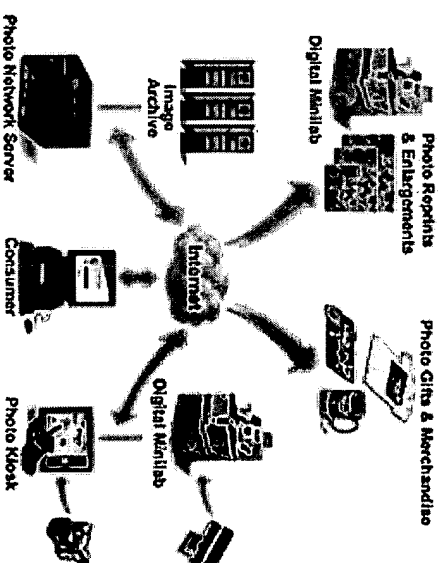 Digital Minilab
Photo Reprints
& Enlargements
Photo Gifts & Merchandise
Image
Archive
Internet
Digital Minilab
Photo Network Server
Consumer
Photo Kiosk